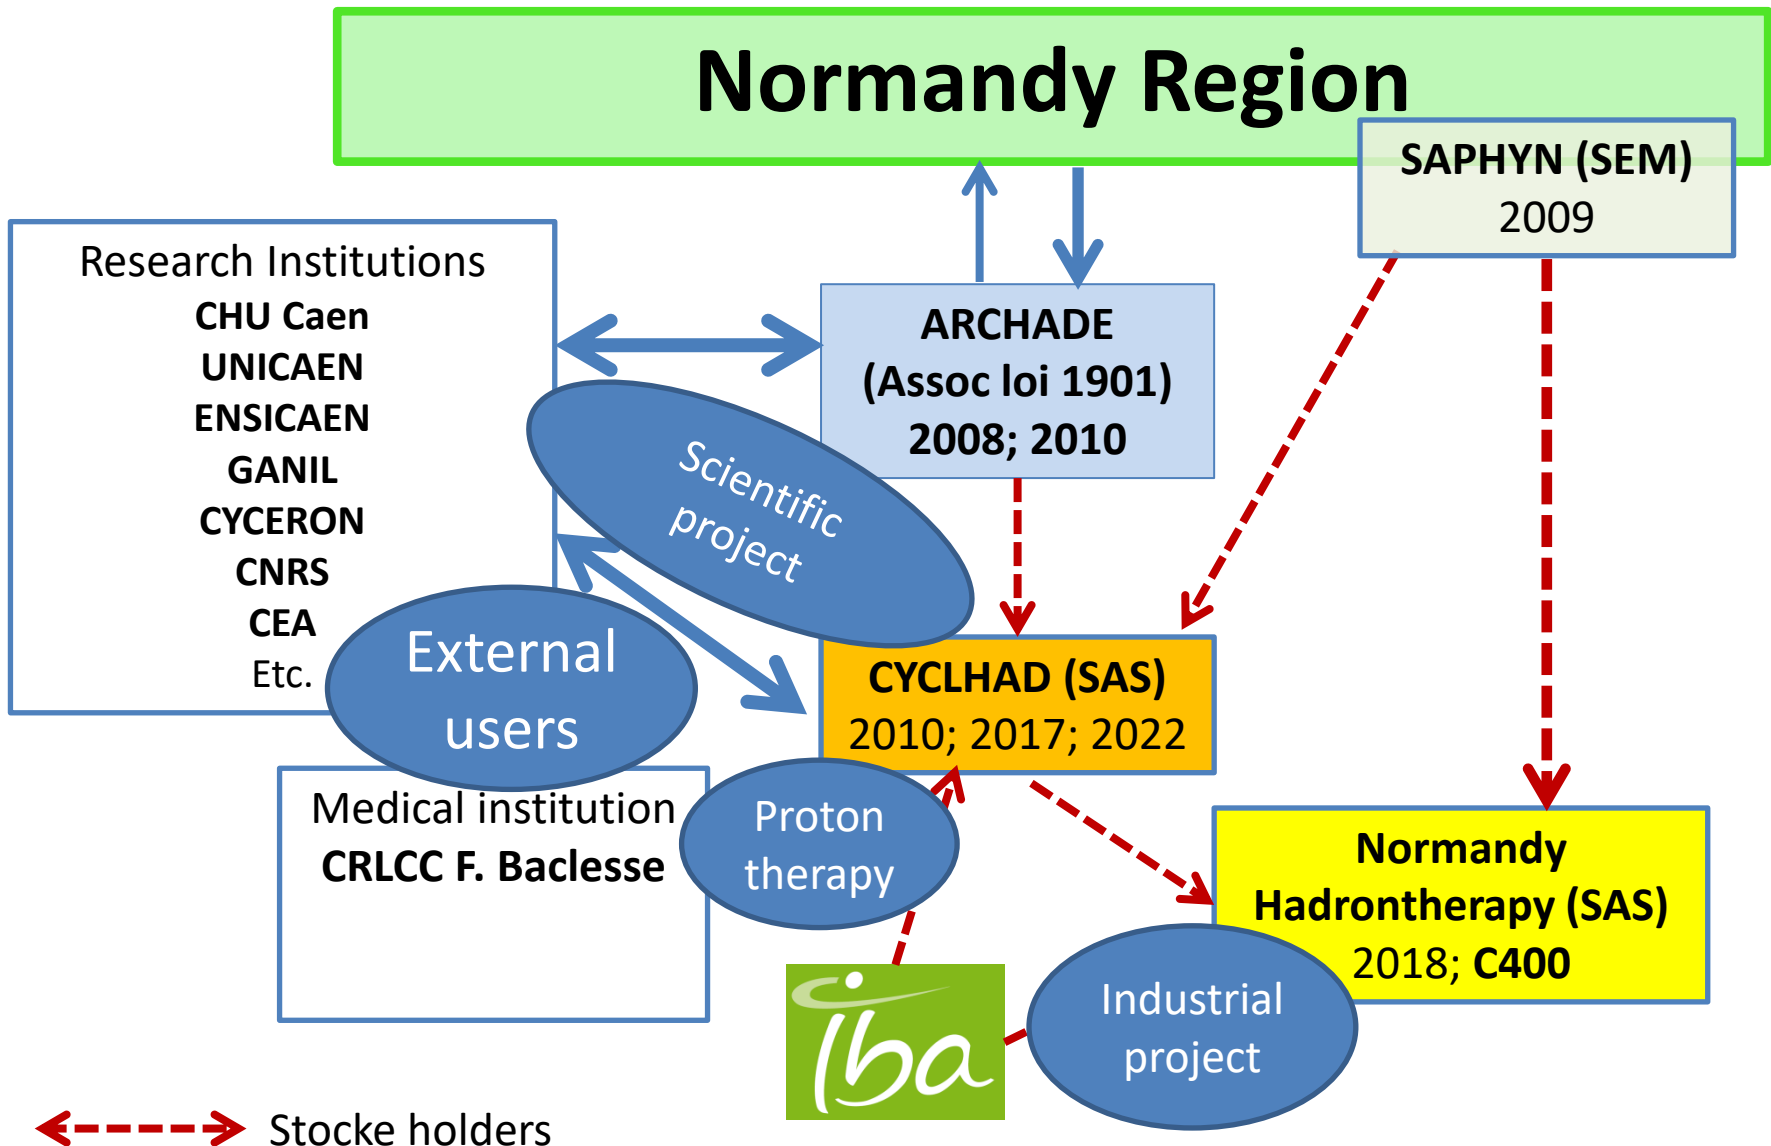 Normandy Region
SAPHYN (SEM)
2009
Research Institutions
CHU Caen
UNICAEN
ENSICAEN
GANIL
CYCERON
CNRS
CEA
Etc.
ARCHADE
(Assoc loi 1901)
2008; 2010
Scientific
project
External
users
CYCLHAD (SAS)
2010; 2017; 2022
Medical institution
CRLCC F. Baclesse
Proton
therapy
Normandy
Hadrontherapy (SAS)
2018; C400
Industrial
project
iba
Stocke holders